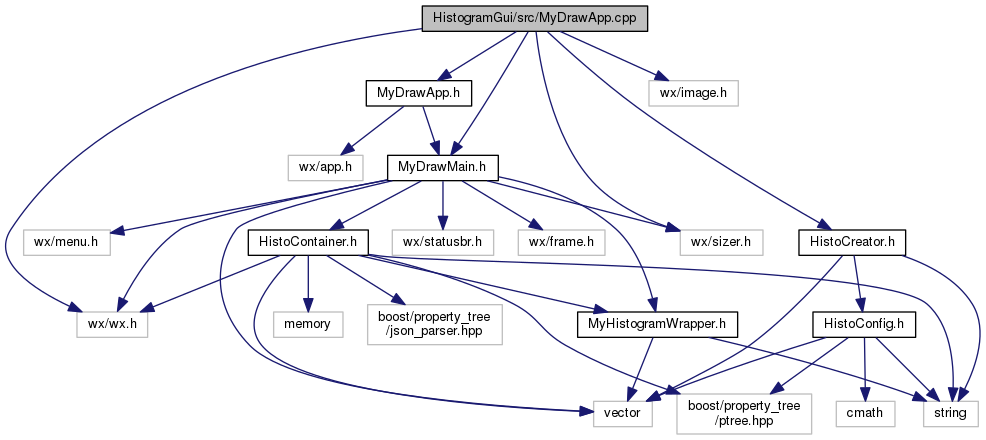 HistogramGui/src/MyDrawApp.cpp
MyDrawApp.h
wx/image.h
wx/app.h
MyDrawMain.h
wx/menu.h
HistoContainer.h
wx/statusbr.h
wx/frame.h
wx/sizer.h
HistoCreator.h
wx/wx.h
memory
boost/property_tree
/json_parser.hpp
MyHistogramWrapper.h
HistoConfig.h
vector
boost/property_tree
/ptree.hpp
cmath
string